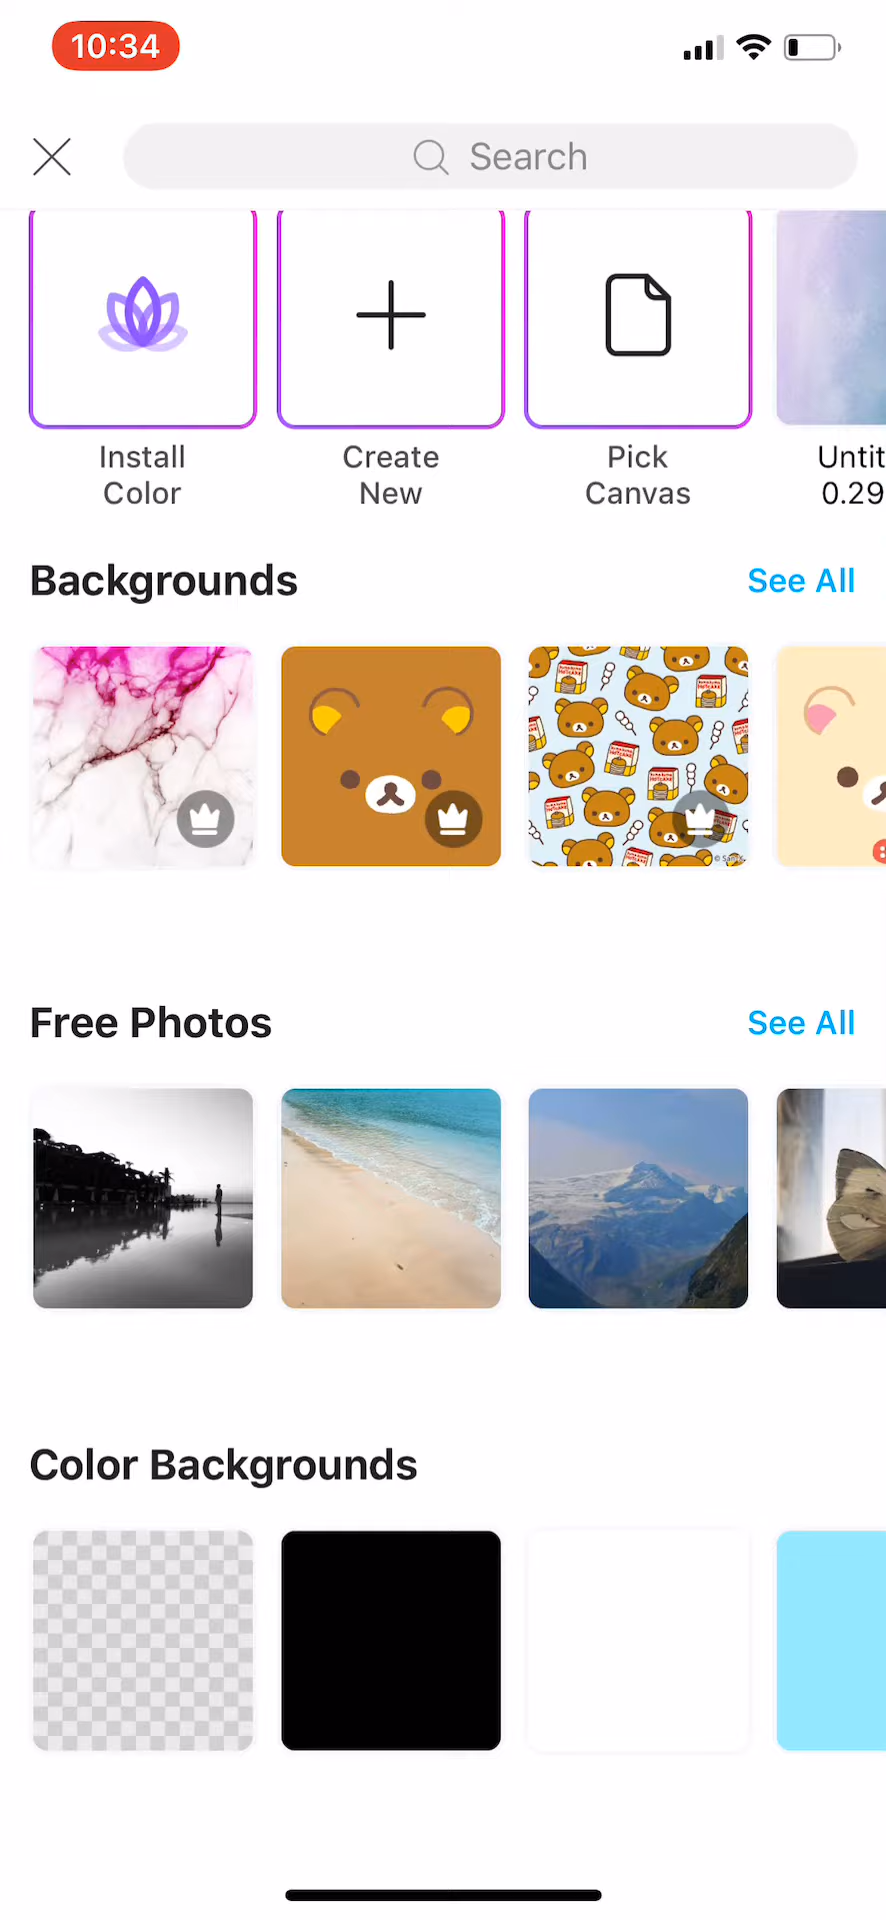 10:34
Search
Install
Color
Create
New
Pick
Canvas
Untit
0.29
Backgrounds
See All
Free Photos
See All
Color Backgrounds